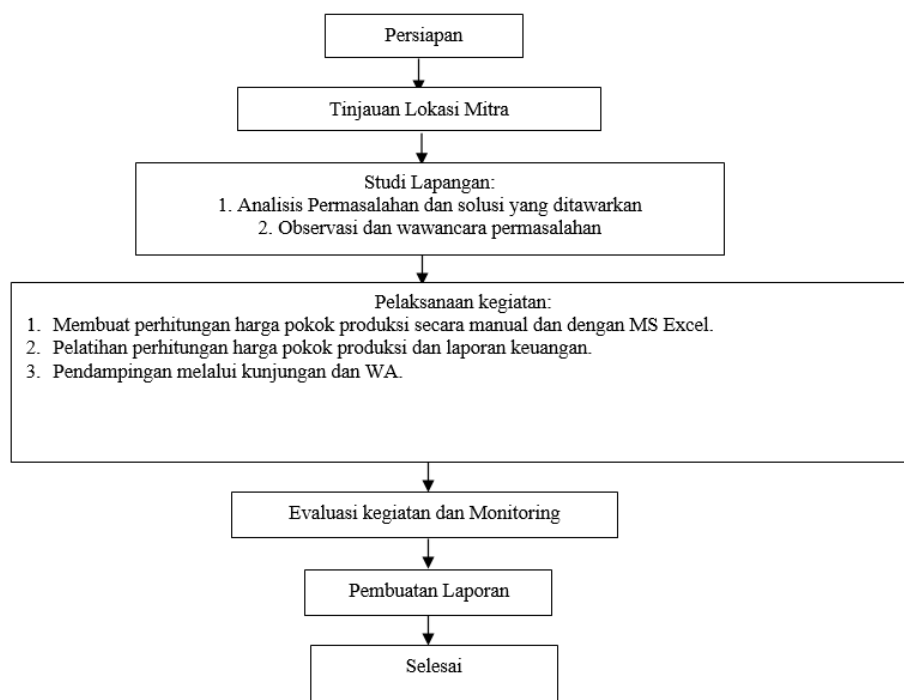 Persiapan
Tinjauan Lokasi Mitra
Studi Lapangan:
1. Analisis Permasalahan dan solusi yang ditawarkan
2. Observasi dan wawancara permasalahan
Pelaksanaan kegiatan:
1. Membuat perhitungan harga pokok produksi secara manual dan dengan MS Excel.
2. Pelatihan perhitungan harga pokok produksi dan laporan keuangan.
3. Pendampingan melalui kunjungan dan WA.
Evaluasi kegiatan dan Monitoring
Pembuatan Laporan
Selesai